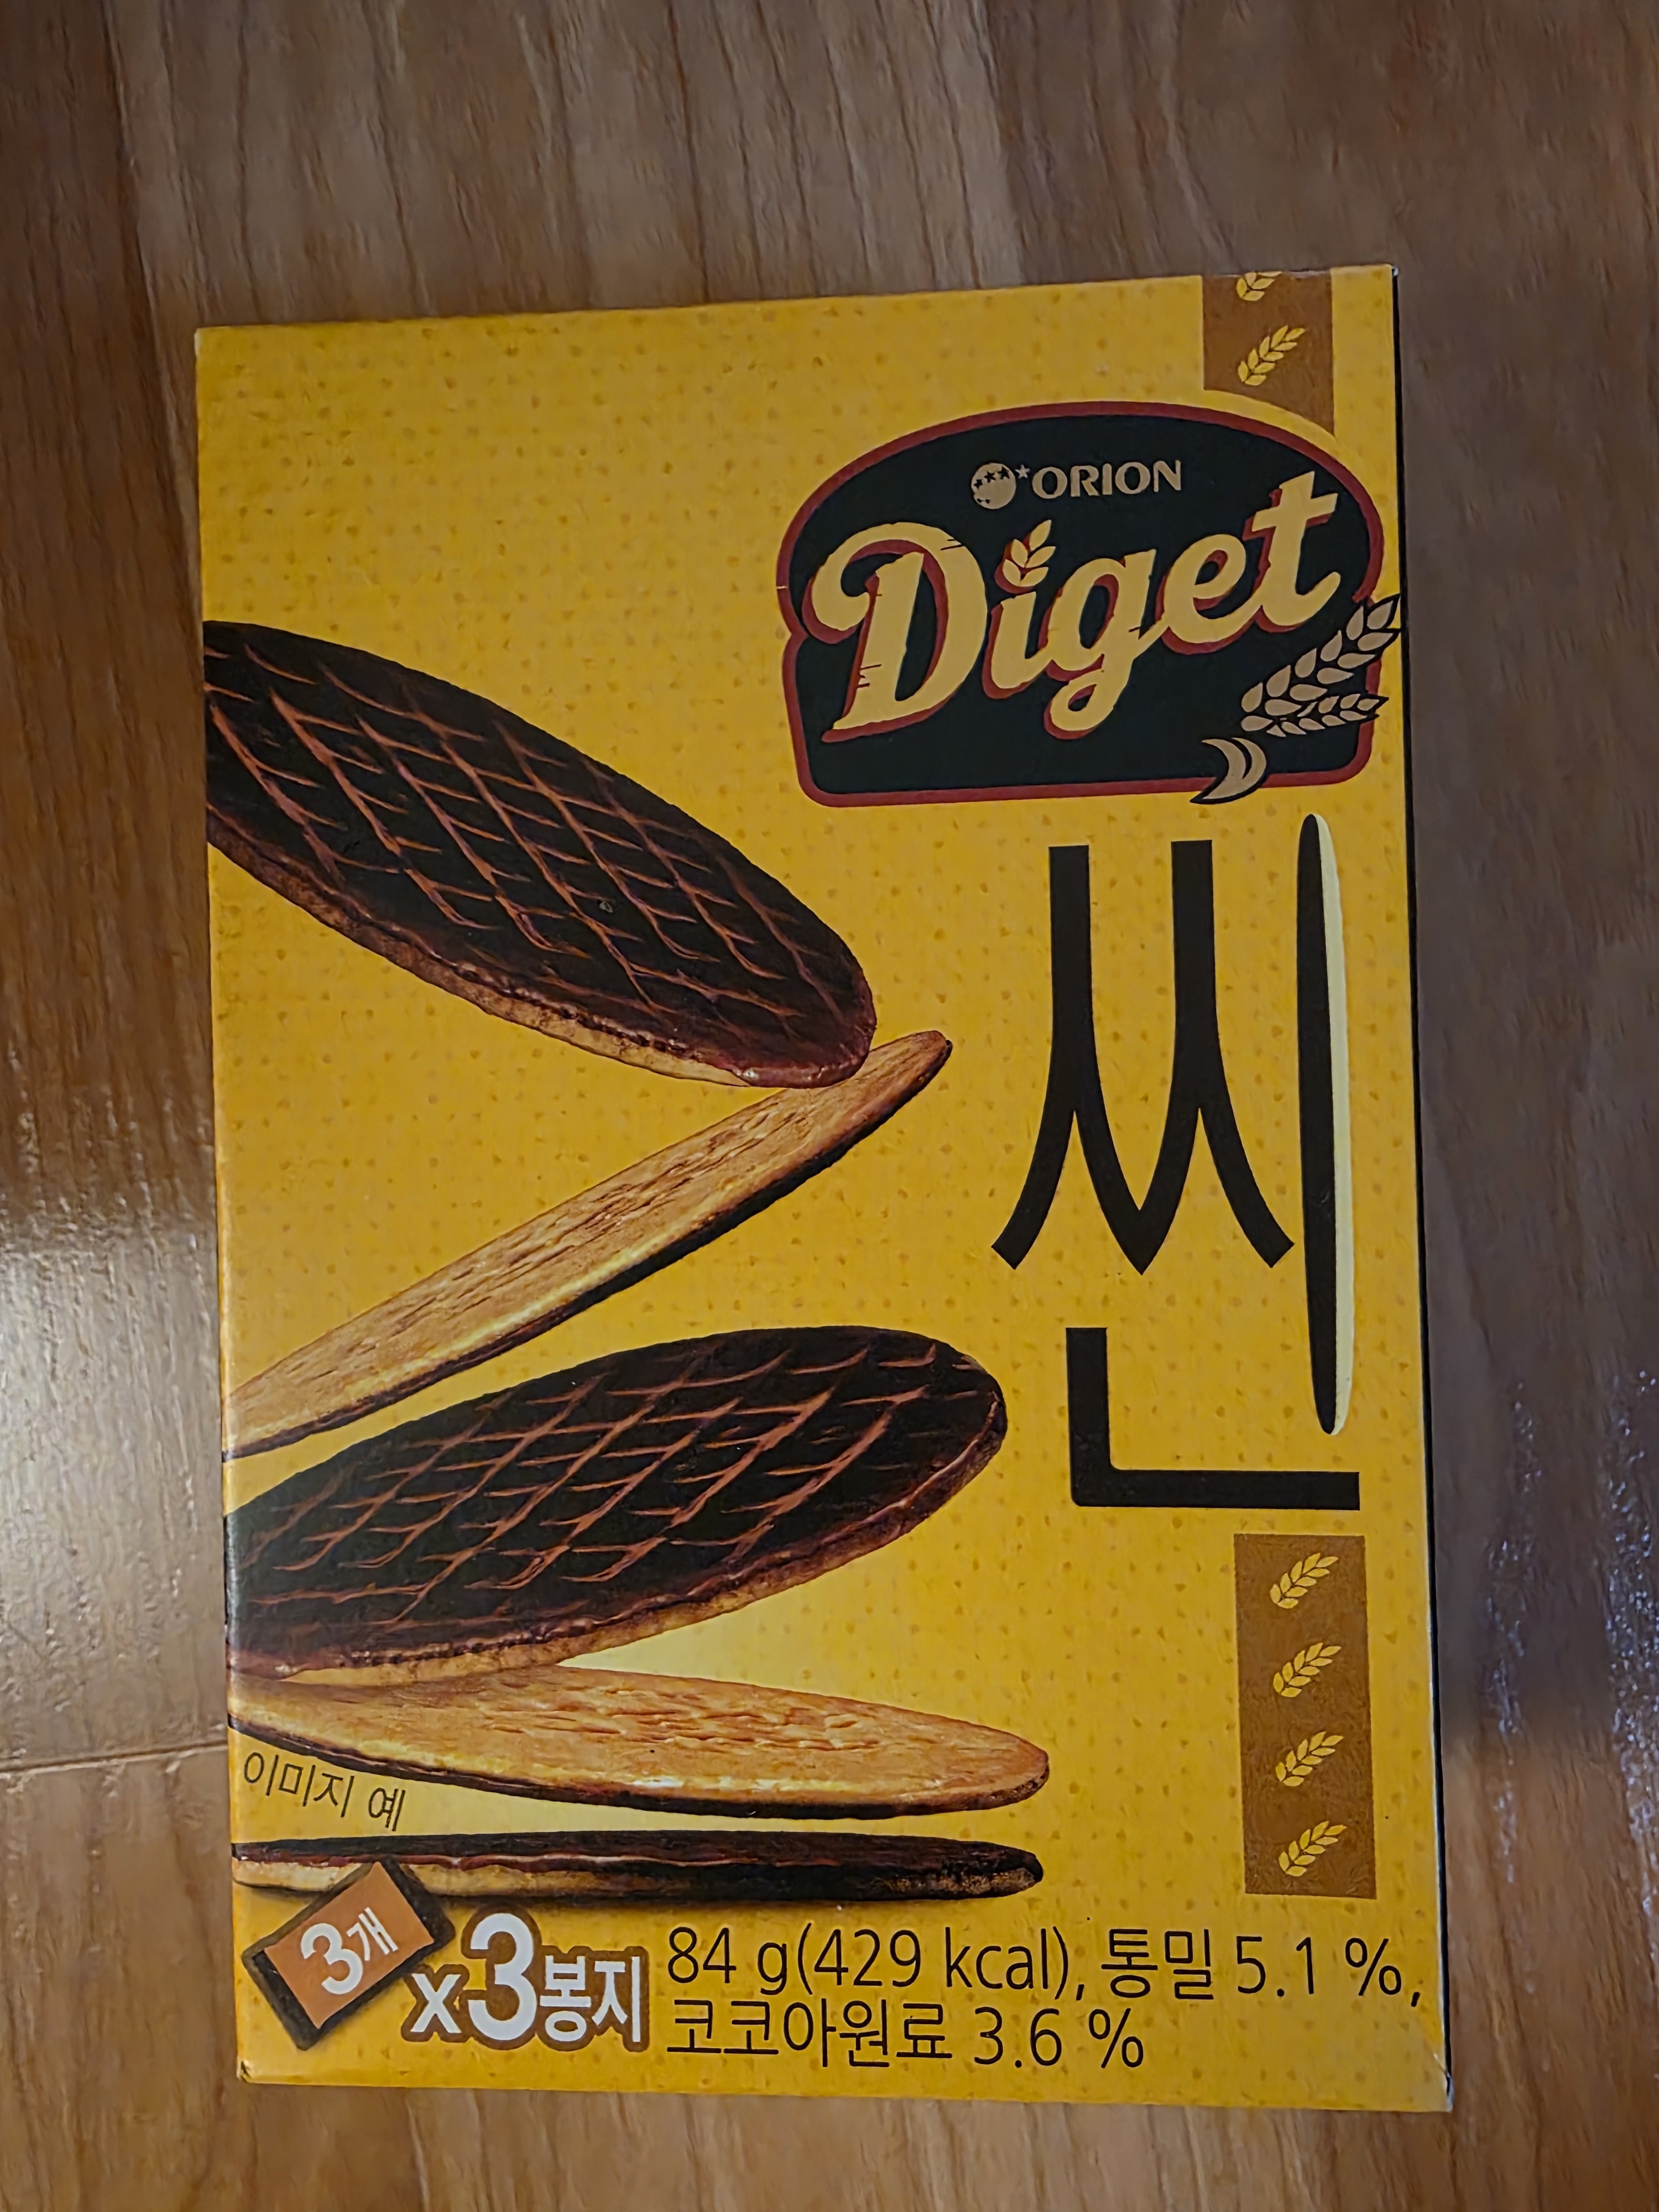 ORION
Diget
씬
이미지 예
3개
x3봉지
84 g(429 kcal), 통밀 5.1 %,
코코아원료 3.6 %